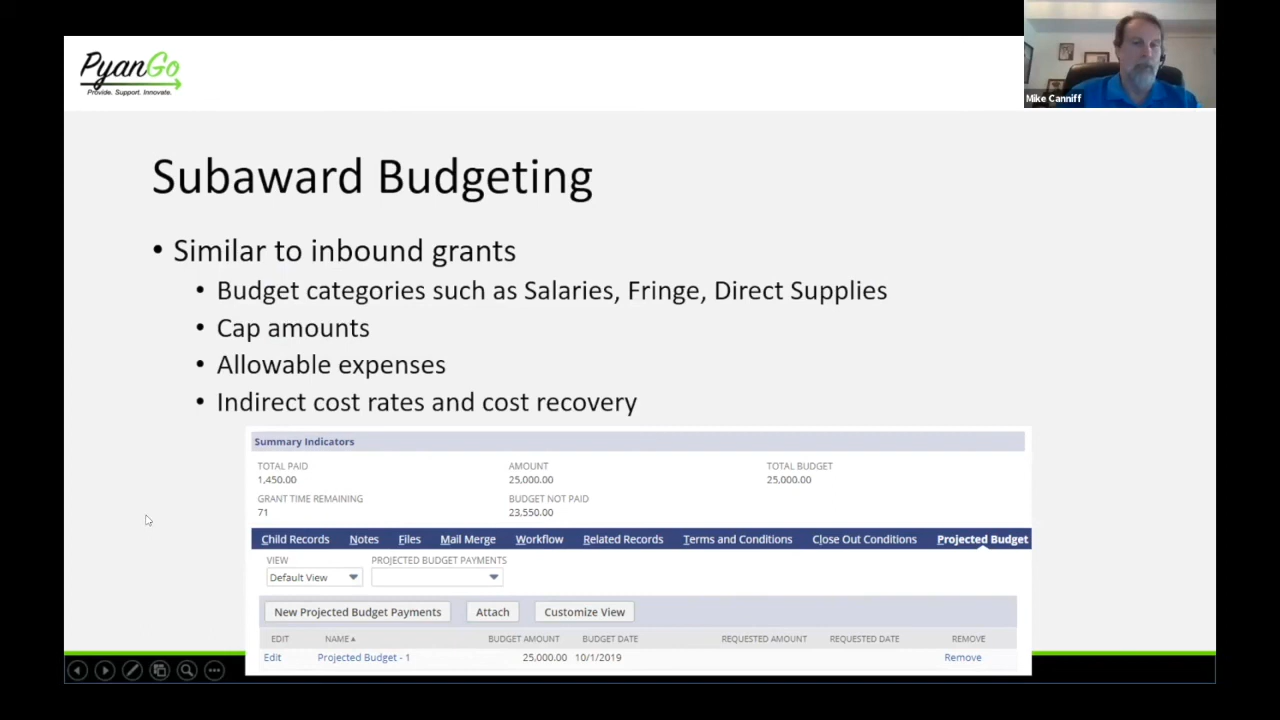 PyanGo
Provide. Support. Innovate.
Mike Canniff
Subaward Budgeting
• Similar to inbound grants
• Budget categories such as Salaries, Fringe, Direct Supplies
• Cap amounts
• Allowable expenses
• Indirect cost rates and cost recovery
Summary Indicators
TOTAL PAID AMOUNT TOTAL BUDGET
1,450.00 25,000.00 25,000.00
GRANT TIME REMAINING BUDGET NOT PAID
71 23,550.00
Child Records Notes Files Mail Merge Workflow Related Records Terms and Conditions Close Out Conditions Projected Budget
VIEW PROJECTED BUDGET PAYMENTS
Default View
New Projected Budget Payments Attach Customize View
EDIT NAME BUDGET AMOUNT BUDGET DATE REQUESTED AMOUNT REQUESTED DATE REMOVE
Edit Projected Budget - 1 25,000.00 10/1/2019 Remove